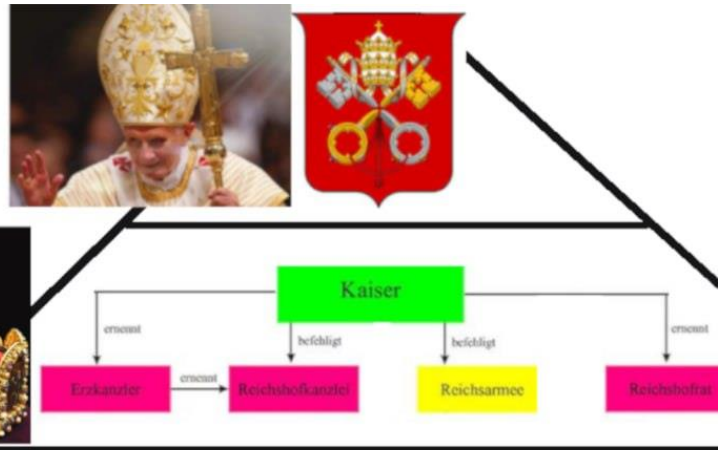 Kaiser
ernennt
befehligt
befehligt
ernennt
Erzkanzler
ernennt
Reichshofkanzlei
Reichsarmee
Reichshofrat